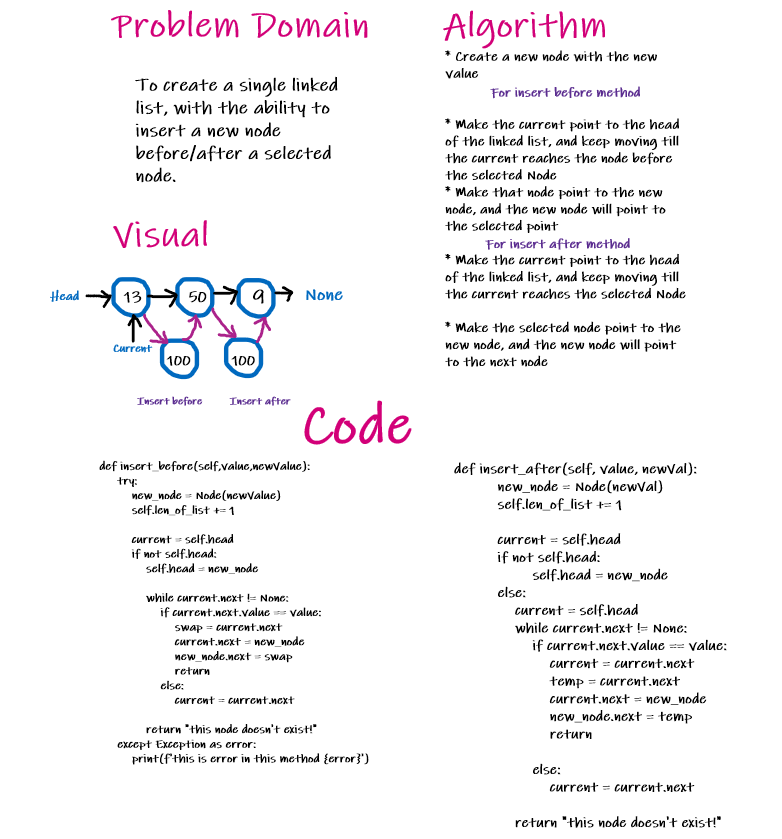 Problem Domain
To create a single linked
list, with the ability to
insert a new node
before/after a selected
node.
Visual
Head
13
50
9
None
Current
100
100
Insert before
Insert after
Algorithm
* Create a new node with the new
value
For insert before method
* Make the current point to the head
of the linked list, and keep moving till
the current reaches the node before
the selected Node
* Make that node point to the new
node, and the new node will point to
the selected point
For insert after method
* Make the current point to the head
of the linked list, and keep moving till
the current reaches the selected Node
* Make the selected node point to the
new node, and the new node will point
to the next node
Code
def insert_before(self,value,newValue):
try:
new_node = Node(newValue)
self.len_of_list += 1
current = self.head
if not self.head:
self.head = new_node
while current.next != None:
if current.next.value == value:
swap = current.next
current.next = new_node
new_node.next = swap
return
else:
current = current.next
return "this node doesn't exist!"
except Exception as error:
print(f'this is error in this method {error}')
def insert_after(self, value, newVal):
new_node = Node(newVal)
self.len_of_list += 1
current = self.head
if not self.head:
self.head = new_node
else:
current = self.head
while current.next != None:
if current.next.value == value:
current = current.next
temp = current.next
current.next = new_node
new_node.next = temp
return
else:
current = current.next
return "this node doesn't exist!"